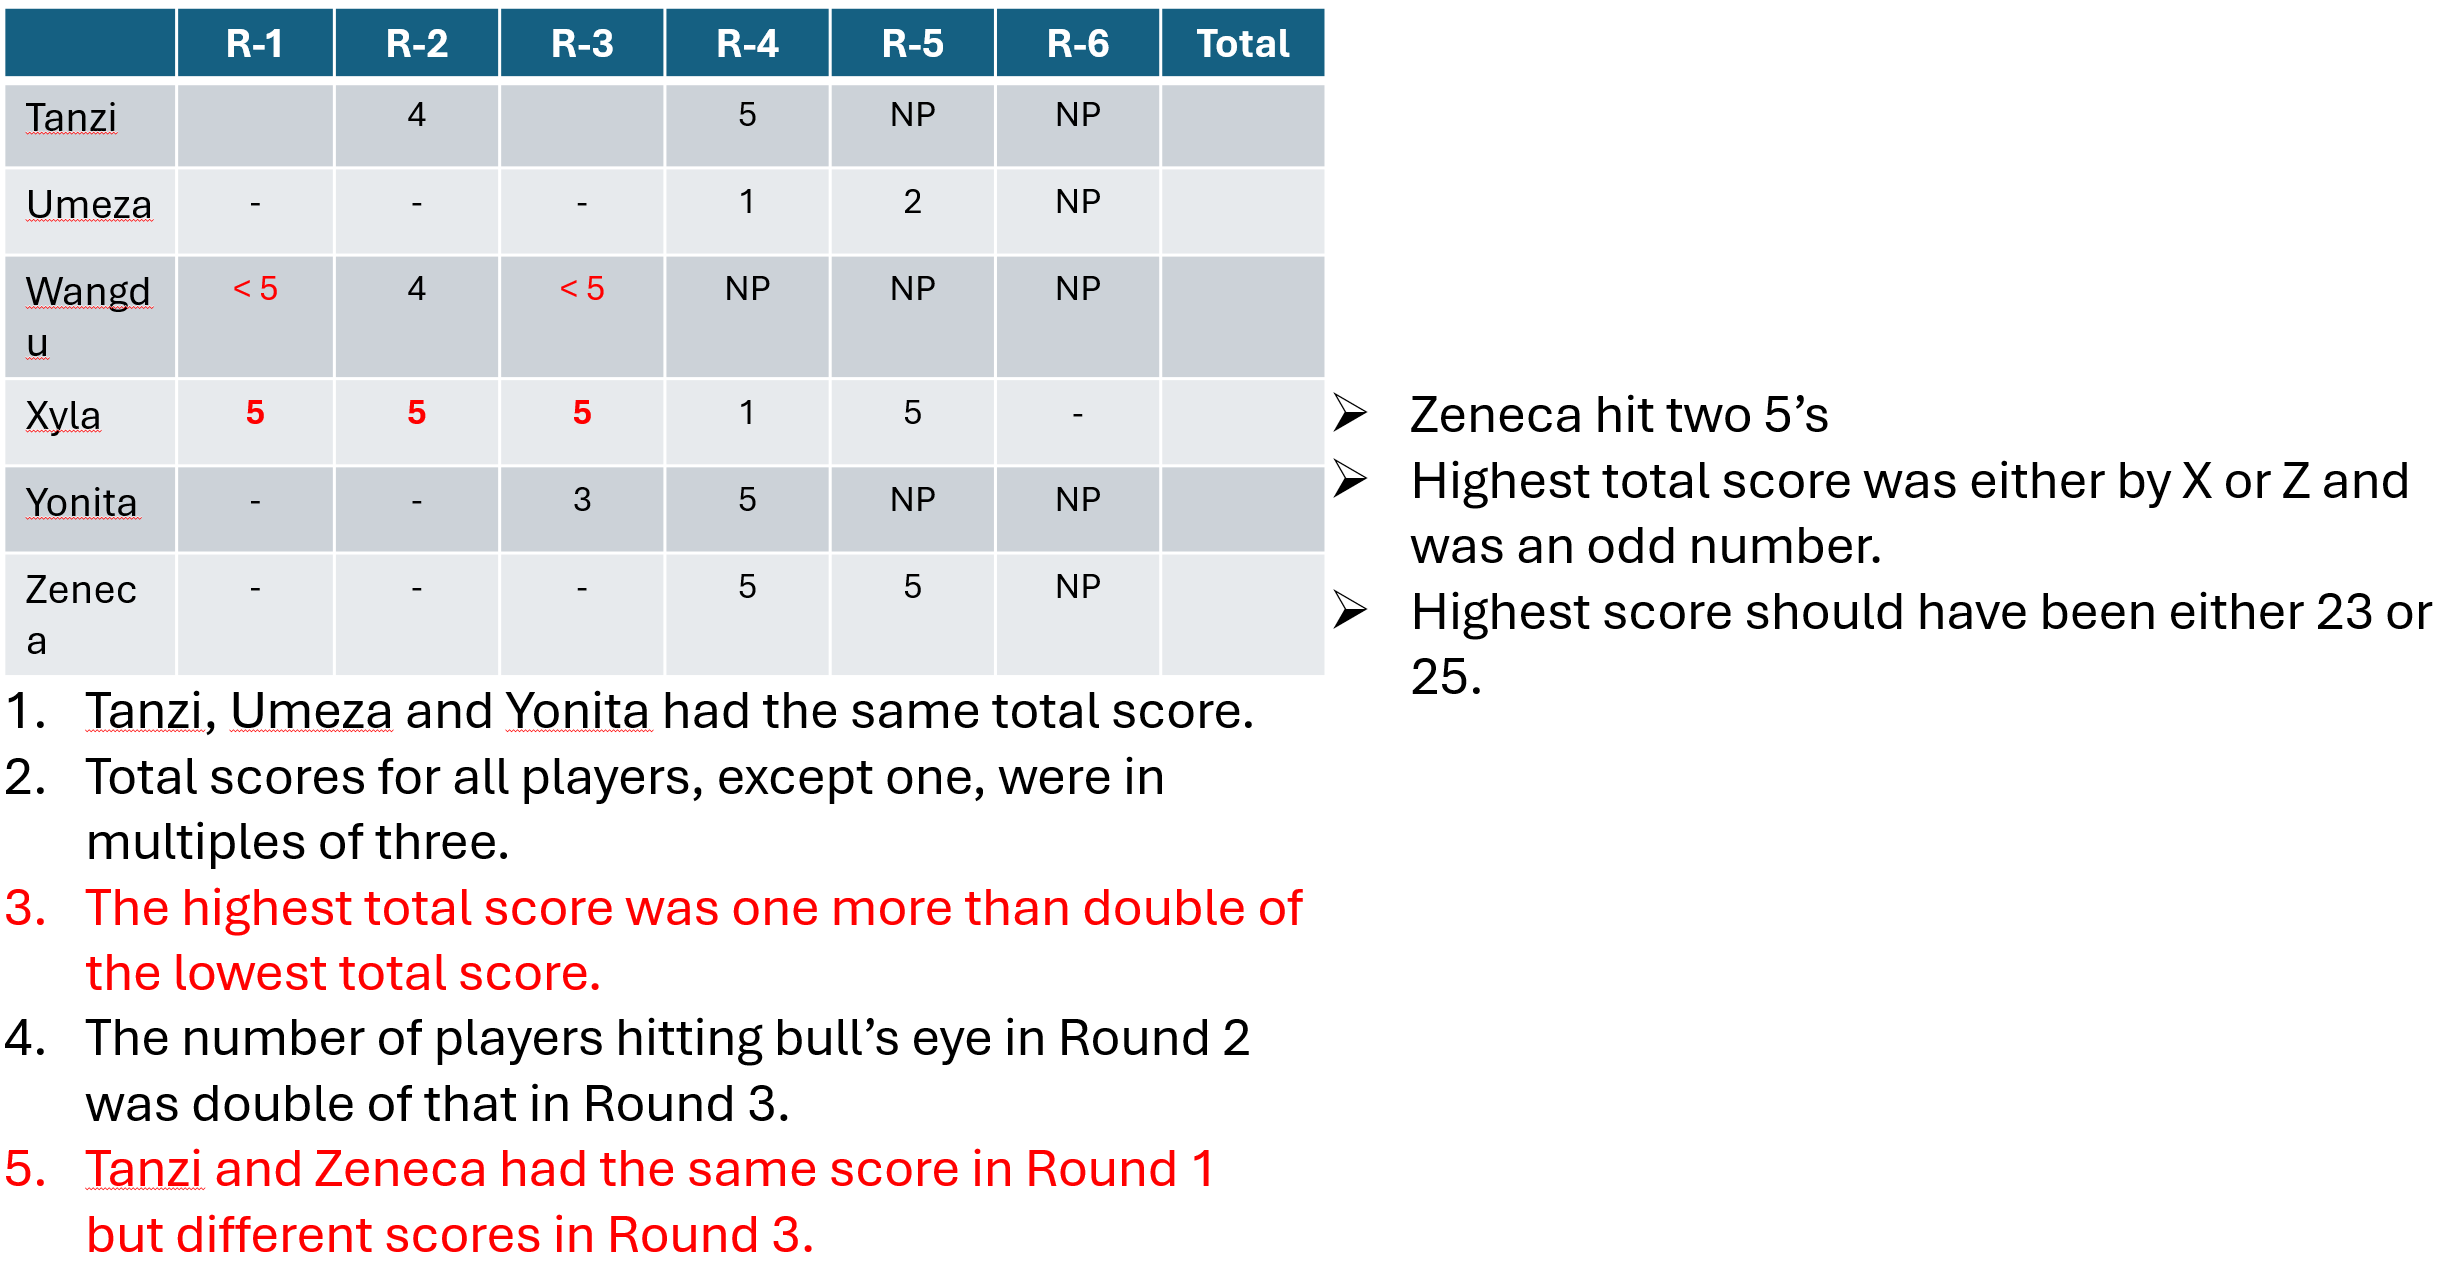 R-1 R-2 R-3 R-4 R-5 R-6 Total
Tanzi 4 5 NP NP
Umeza - - - 1 2 NP
Wangd
u < 5 4 < 5 NP NP NP
Xyla 5 5 5 1 5 -
Yonita - - 3 5 NP NP
Zenec
a - - - 5 5 NP
➢ Zeneca hit two 5’s
➢ Highest total score was either by X or Z and
was an odd number.
➢ Highest score should have been either 23 or
25.
1. Tanzi, Umeza and Yonita had the same total score.
2. Total scores for all players, except one, were in
multiples of three.
3. The highest total score was one more than double of
the lowest total score.
4. The number of players hitting bull’s eye in Round 2
was double of that in Round 3.
5. Tanzi and Zeneca had the same score in Round 1
but different scores in Round 3.